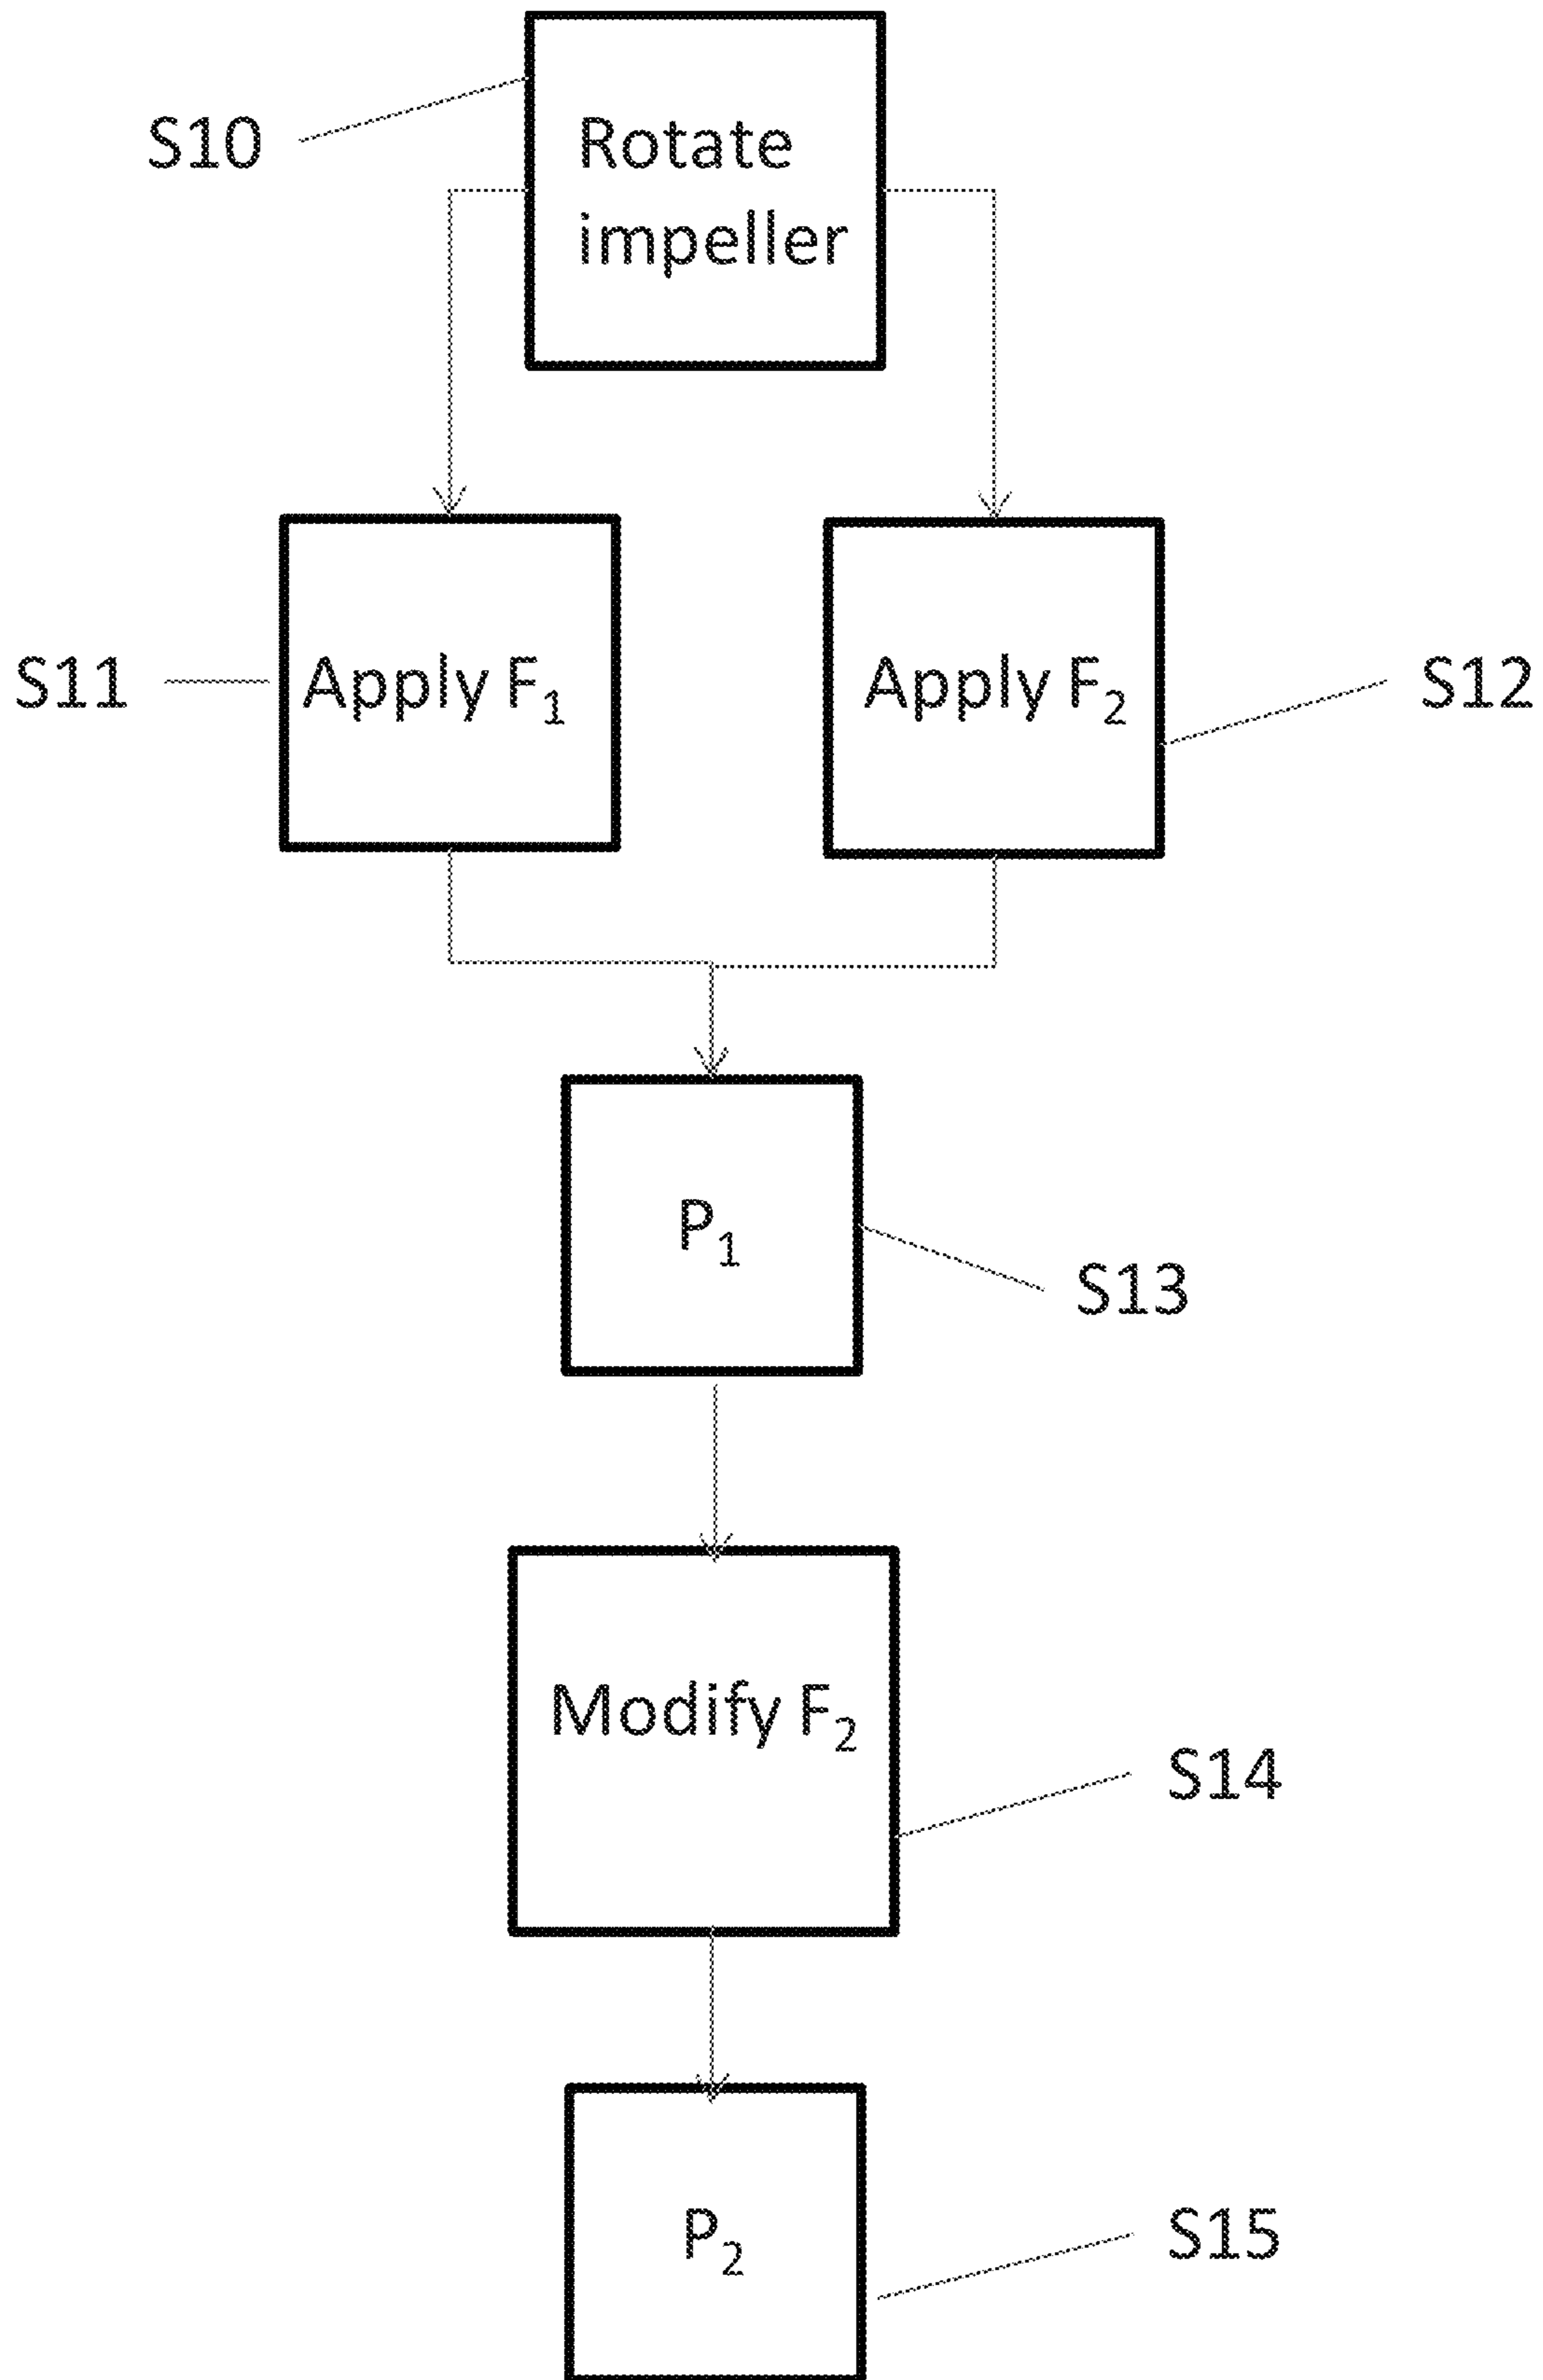 S10
Rotate
impeller
S11
Apply F₁
Apply F₂
S12
P₁
S13
Modify F₂
S14
P₂
S15